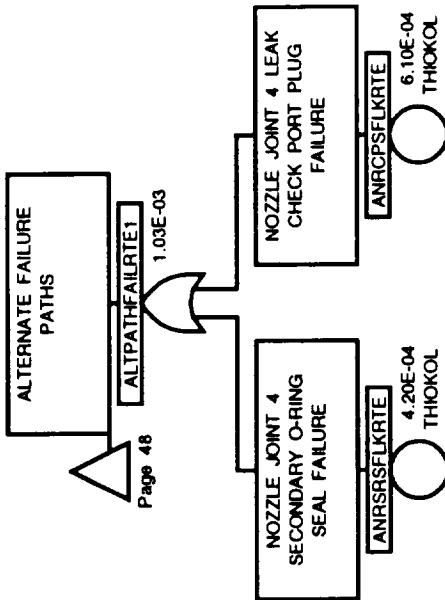 ALTERNATE FAILURE
PATHS
ALTPATHFAILRTE1
1.03E-03
Page 48
NOZZLE JOINT 4
SECONDARY O-RING
SEAL FAILURE
ANRSRSFLKRTE
4.20E-04
THIOKOL
NOZZLE JOINT 4 LEAK
CHECK PORT PLUG
FAILURE
ANRCPSFLKRTE
6.10E-04
THIOKOL